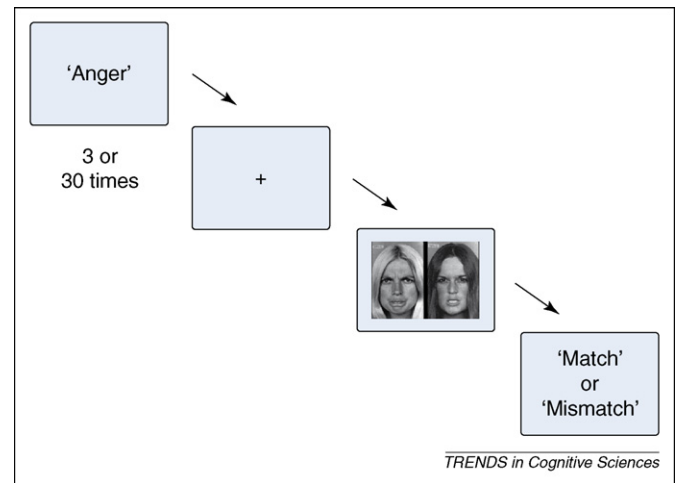 ‘Anger’
3 or
30 times
+
‘Match’
or
‘Mismatch’
TRENDS in Cognitive Sciences